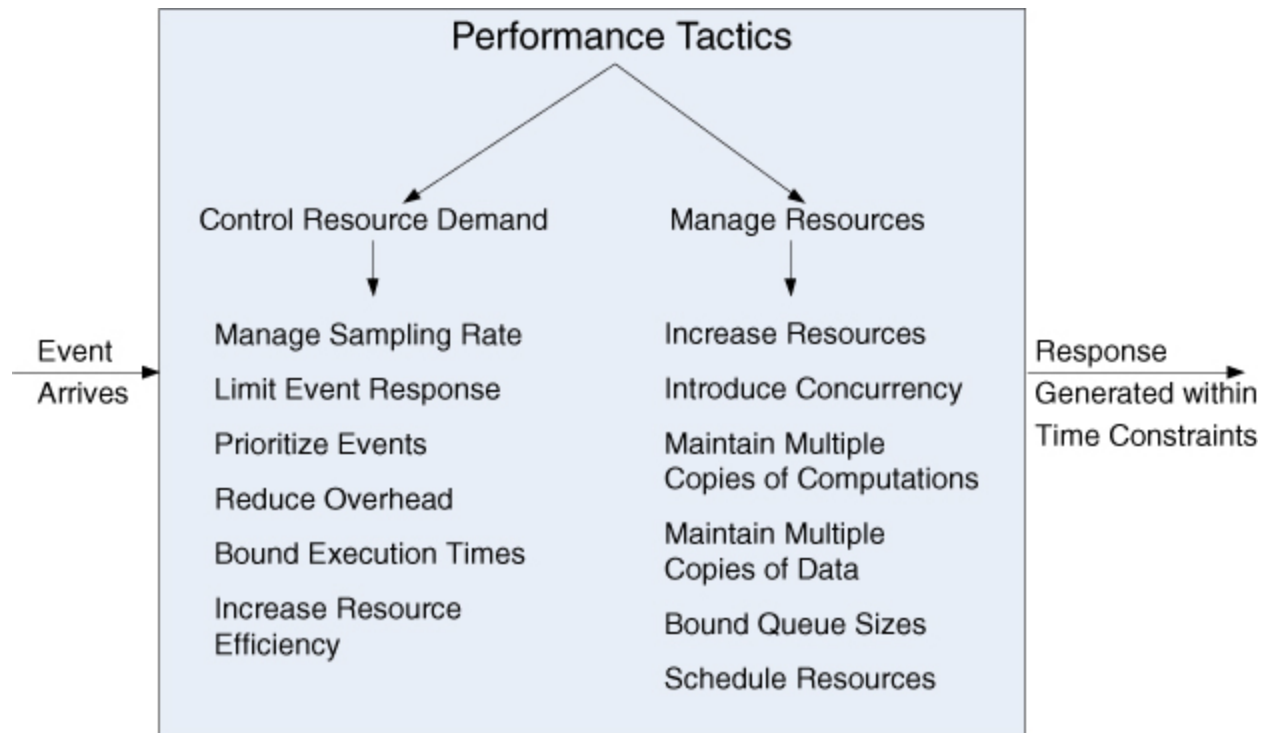 Performance Tactics
Control Resource Demand
Manage Sampling Rate
Limit Event Response
Prioritize Events
Reduce Overhead
Bound Execution Times
Increase Resource
Efficiency
Manage Resources
Increase Resources
Introduce Concurrency
Maintain Multiple
Copies of Computations
Maintain Multiple
Copies of Data
Bound Queue Sizes
Schedule Resources
Event
Arrives
Response
Generated within
Time Constraints